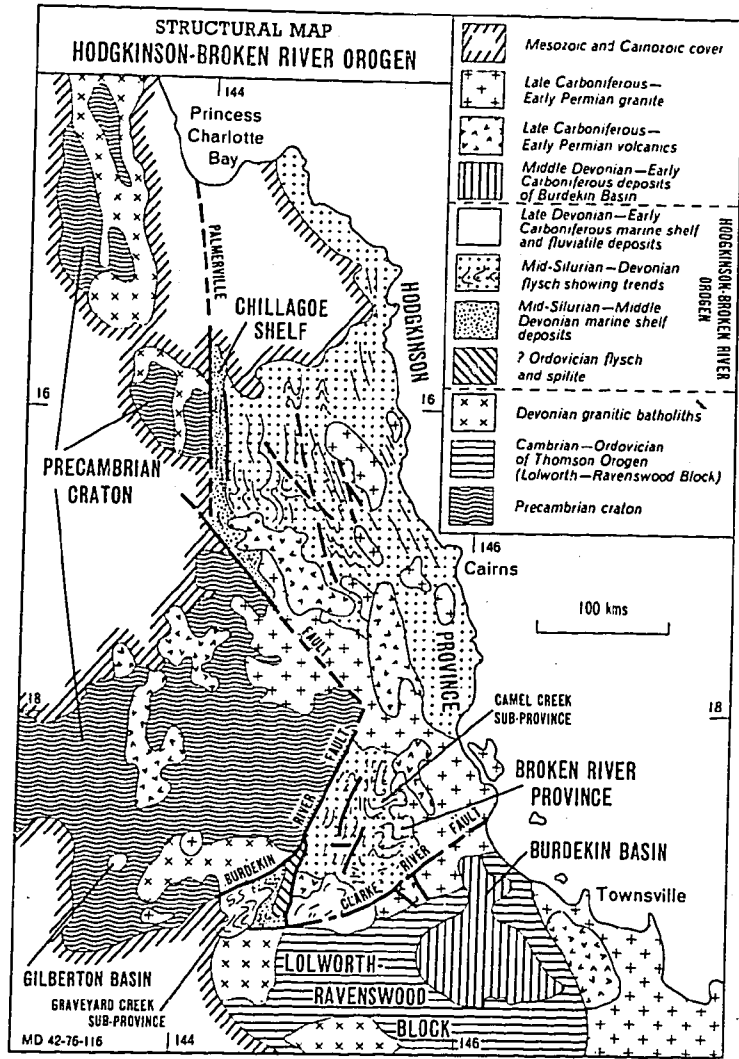 STRUCTURAL MAP
HODGKINSON-BROKEN RIVER OROGEN
Mesozoic and Cainozoic cover
Late Carboniferous—
Early Permian granite
Late Carboniferous—
Early Permian volcanics
Middle Devonian—Early
Carboniferous deposits
of Burdekin Basin
Late Devonian—Early
Carboniferous marine shelf
and fluviatile deposits
Mid-Silurian—Devonian
flysch showing trends
Mid-Silurian—Middle
Devonian marine shelf
deposits
? Ordovician flysch
and spilite
HODGKINSON-BROKEN RIVER
OROGEN
Devonian granitic batholiths
Cambrian—Ordovician
of Thomson Orogen
(Lolworth—Ravenswood Block)
Precambrian craton
144
Princess
Charlotte
Bay
PALMERVILLE
FAULT
CHILLAGOE
SHELF
HODGKINSON
PROVINCE
16
16
PRECAMBRIAN
CRATON
146
Cairns
100 kms
18
18
CAMEL CREEK
SUB-PROVINCE
BROKEN RIVER
PROVINCE
BURDEKIN BASIN
BURDEKIN
RIVER
FAULT
CLARKE
RIVER
FAULT
Townsville
GILBERTON BASIN
GRAVEYARD CREEK
SUB-PROVINCE
LOLWORTH-
RAVENSWOOD
BLOCK
MD 42-76-116
144
146